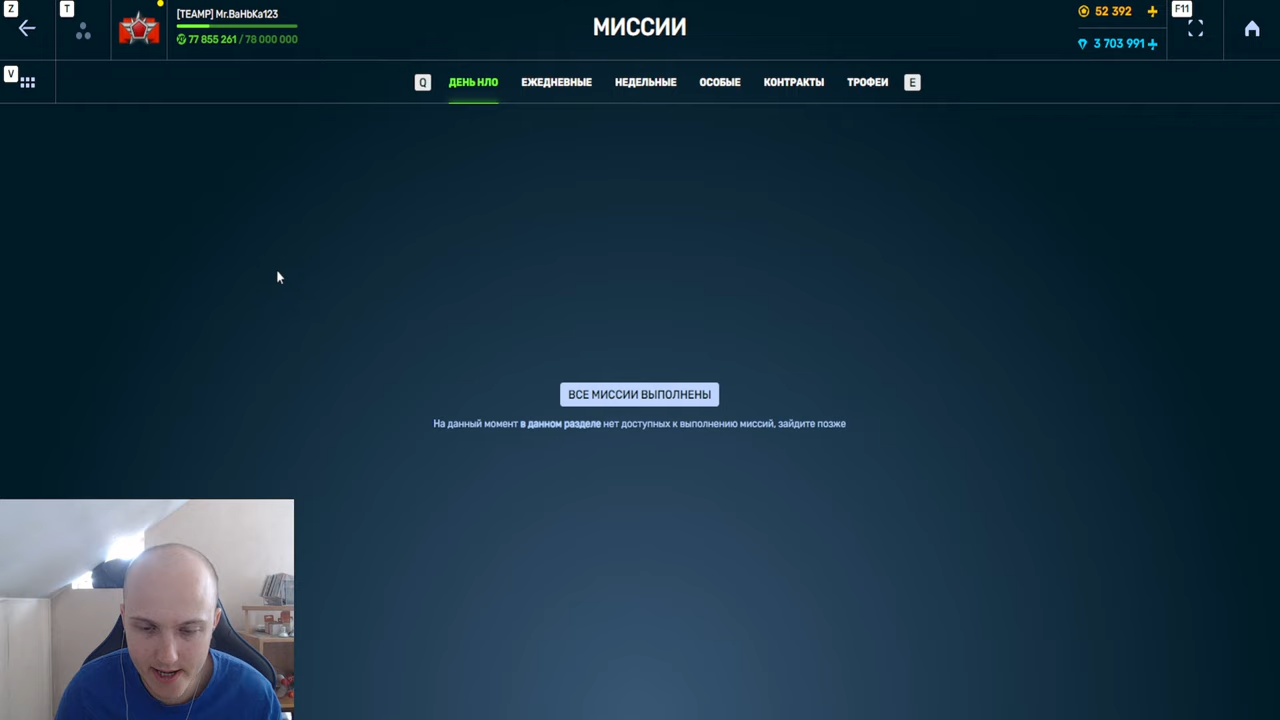 Z
T
[TEAMP] Mr.BaHbKa123
77 855 261 / 78 000 000
МИССИИ
52 392
3 703 991
F11
V
Q
ДЕНЬ НЛО
ЕЖЕДНЕВНЫЕ
НЕДЕЛЬНЫЕ
ОСОБЫЕ
КОНТРАКТЫ
ТРОФЕИ
E
ВСЕ МИССИИ ВЫПОЛНЕНЫ
На данный момент в данном разделе нет доступных к выполнению миссий, зайдите позже